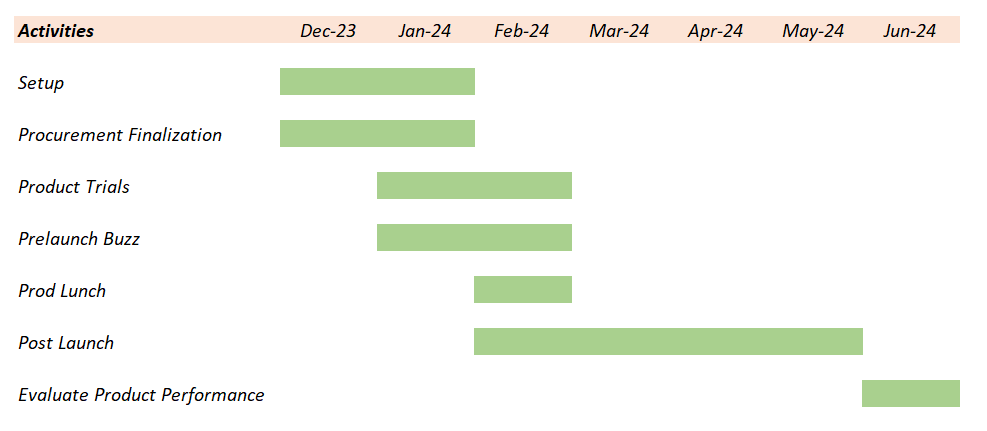 Activities Dec-23 Jan-24 Feb-24 Mar-24 Apr-24 May-24 Jun-24
Setup
Procurement Finalization
Product Trials
Prelaunch Buzz
Prod Lunch
Post Launch
Evaluate Product Performance